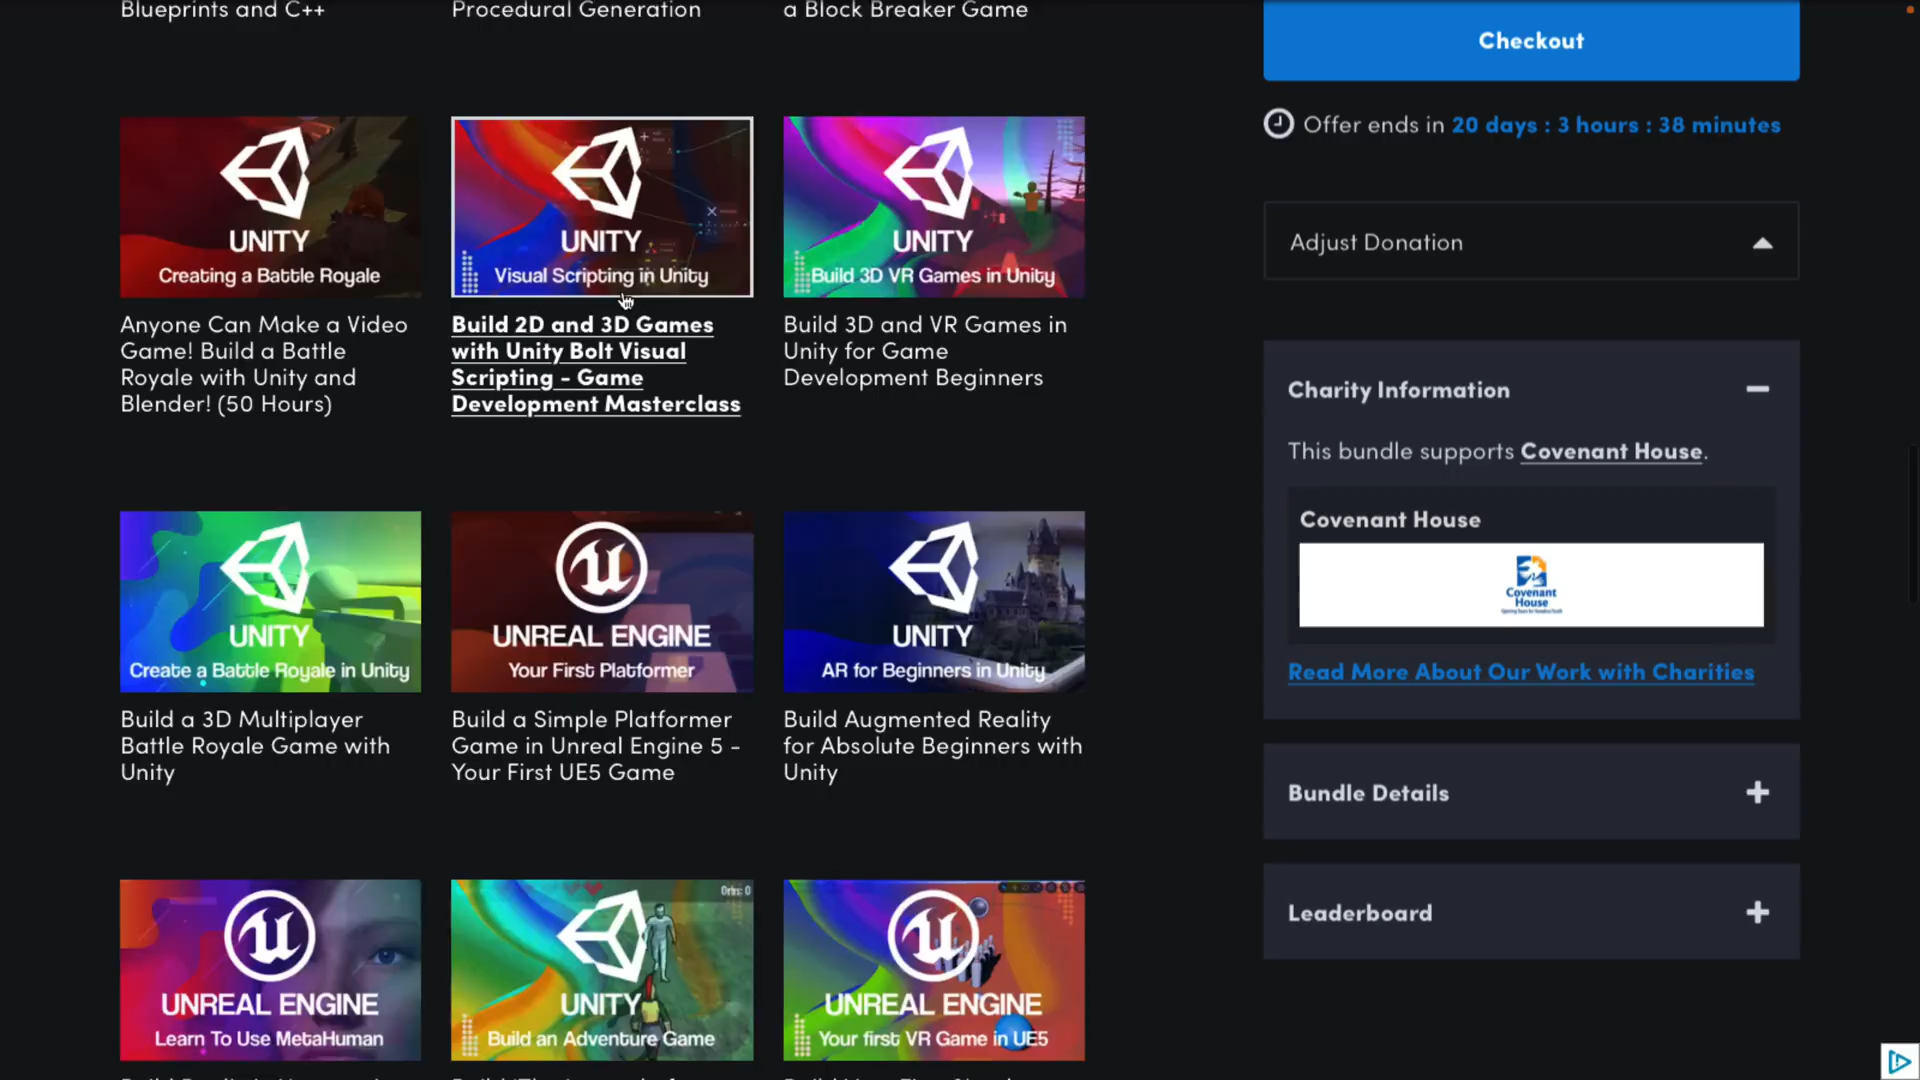 Blueprints and C++
Procedural Generation
a Block Breaker Game
UNITY
Creating a Battle Royale
Anyone Can Make a Video
Game! Build a Battle
Royale with Unity and
Blender! (50 Hours)
UNITY
Visual Scripting in Unity
Build 2D and 3D Games
with Unity Bolt Visual
Scripting - Game
Development Masterclass
UNITY
Build 3D VR Games in Unity
Build 3D and VR Games in
Unity for Game
Development Beginners
UNITY
Create a Battle Royale in Unity
Build a 3D Multiplayer
Battle Royale Game with
Unity
UNREAL ENGINE
Your First Platformer
Build a Simple Platformer
Game in Unreal Engine 5 -
Your First UE5 Game
UNITY
AR for Beginners in Unity
Build Augmented Reality
for Absolute Beginners with
Unity
UNREAL ENGINE
Learn To Use MetaHuman
Orbs: 0
UNITY
Build an Adventure Game
UNREAL ENGINE
Your first VR Game in UE5
Checkout
Offer ends in 20 days : 3 hours : 38 minutes
Adjust Donation
Charity Information
This bundle supports Covenant House.
Covenant House
Covenant
House
Read More About Our Work with Charities
Bundle Details
Leaderboard